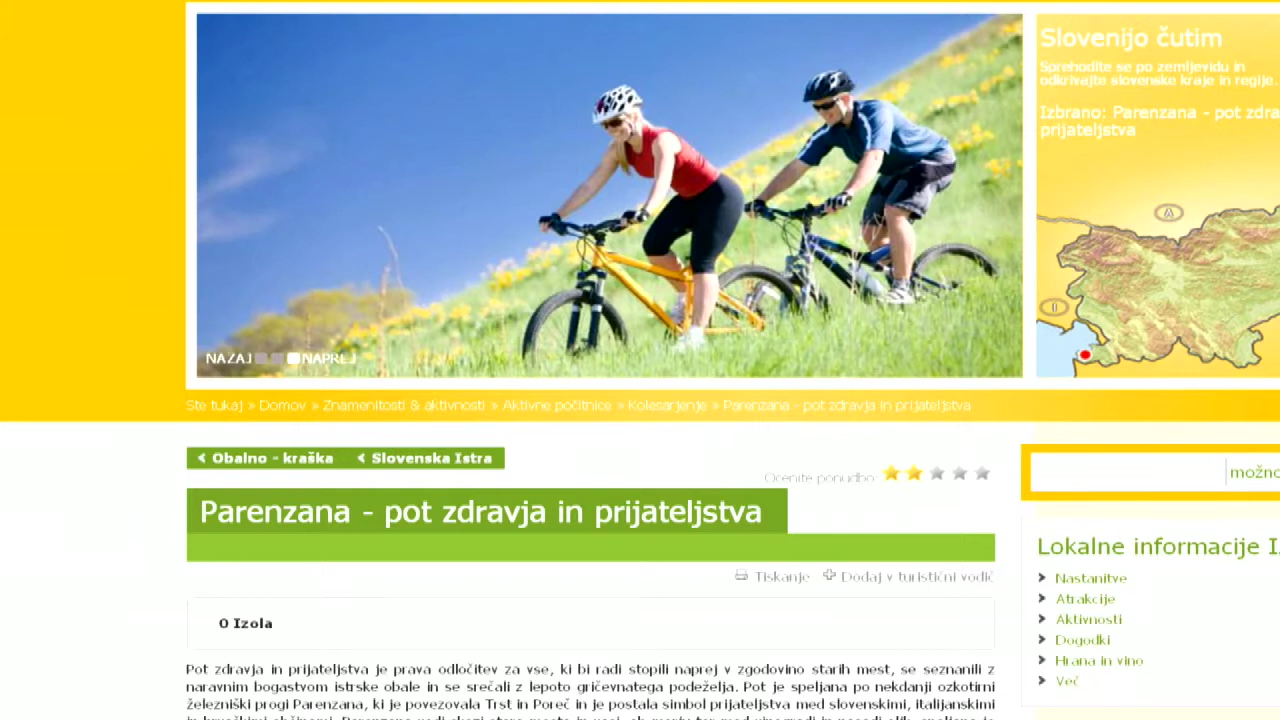 Slovenijo čutim
Sprehodite se po zemljevidu in
odkrivajte slovenske kraje in regije.
Izbrano: Parenzana - pot zdra
prijateljstva
A
I
NAZAJ NAPREJ
Ste tukaj » Domov » Znamenitosti & aktivnosti » Aktivne počitnice » Kolesarjenje » Parenzana - pot zdravja in prijateljstva
Obalno - kraška Slovenska Istra
Ocenite ponudbo:
možno
Parenzana - pot zdravja in prijateljstva
Tiskanje Dodaj v turistični vodič
Lokalne informacije I
Nastanitve
Atrakcije
Aktivnosti
Dogodki
Hrana in vino
Več
O Izola
Pot zdravja in prijateljstva je prava odločitev za vse, ki bi radi stopili naprej v zgodovino starih mest, se seznanili z
naravnim bogastvom istrske obale in se srečali z lepoto gričevnatega podeželja. Pot je speljana po nekdanji ozkotirni
železniški progi Parenzana, ki je povezovala Trst in Poreč in je postala simbol prijateljstva med slovenskimi, italijanskimi